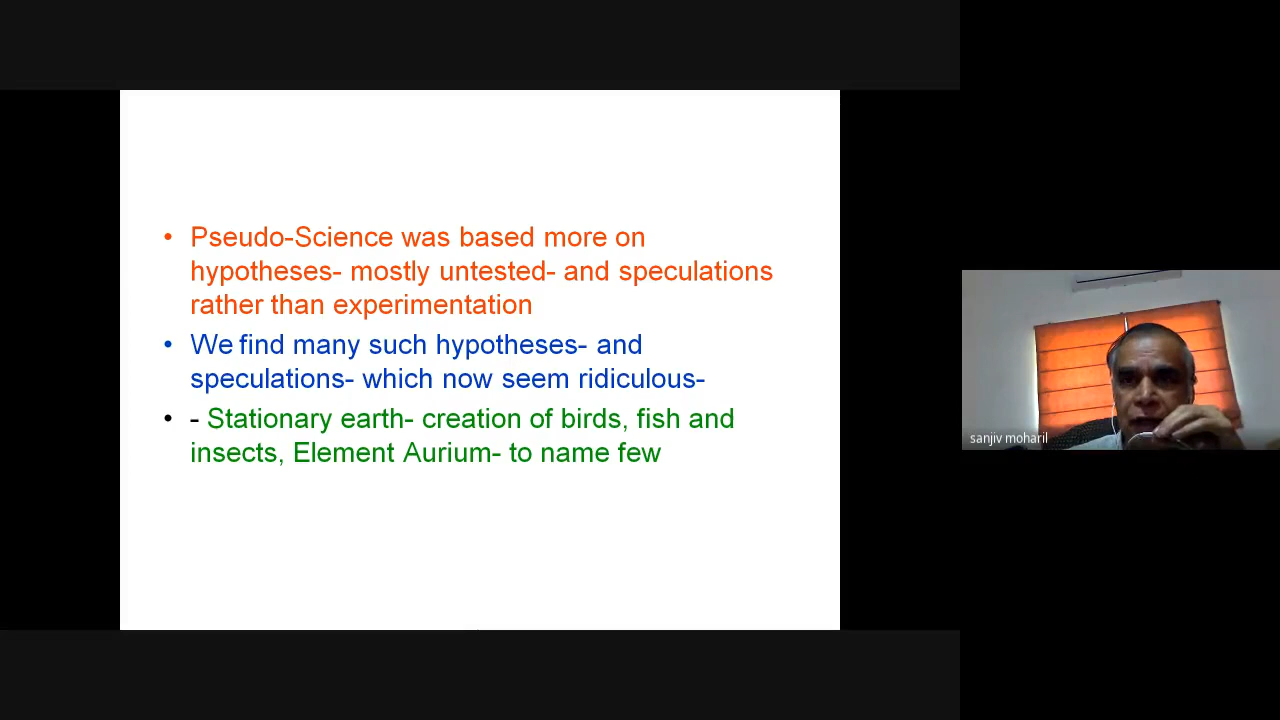 • Pseudo-Science was based more on
hypotheses- mostly untested- and speculations
rather than experimentation
• We find many such hypotheses- and
speculations- which now seem ridiculous-
• - Stationary earth- creation of birds, fish and
insects, Element Aurium- to name few
sanjiv moharil